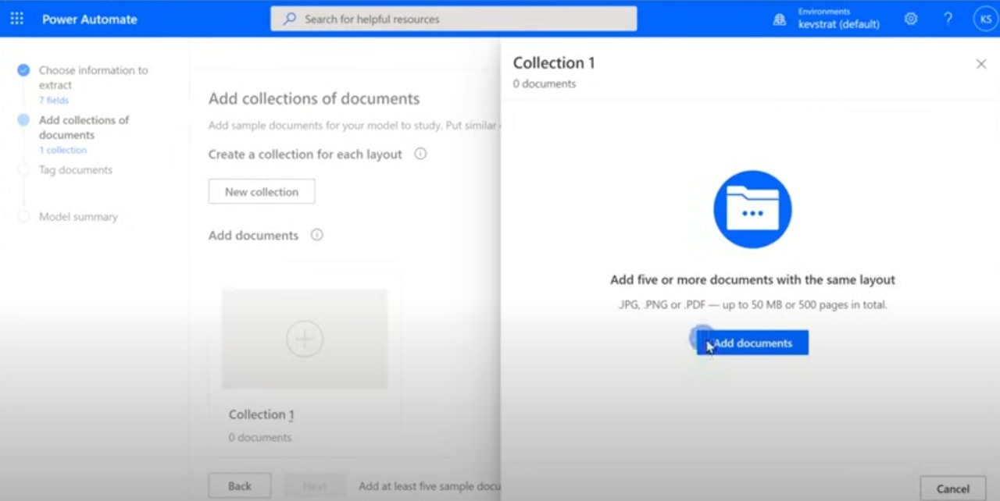 Power Automate
Search for helpful resources
Environments
kevstrat (default)
?
KS
Choose information to
extract
7 fields
Add collections of
documents
1 collection
Tag documents
Model summary
Add collections of documents
Add sample documents for your model to study. Put similar
Create a collection for each layout
New collection
Add documents
Collection 1
0 documents
Back
Next
Add at least five sample docu
Collection 1
0 documents
Add five or more documents with the same layout
.JPG, .PNG or .PDF — up to 50 MB or 500 pages in total.
Add documents
Cancel